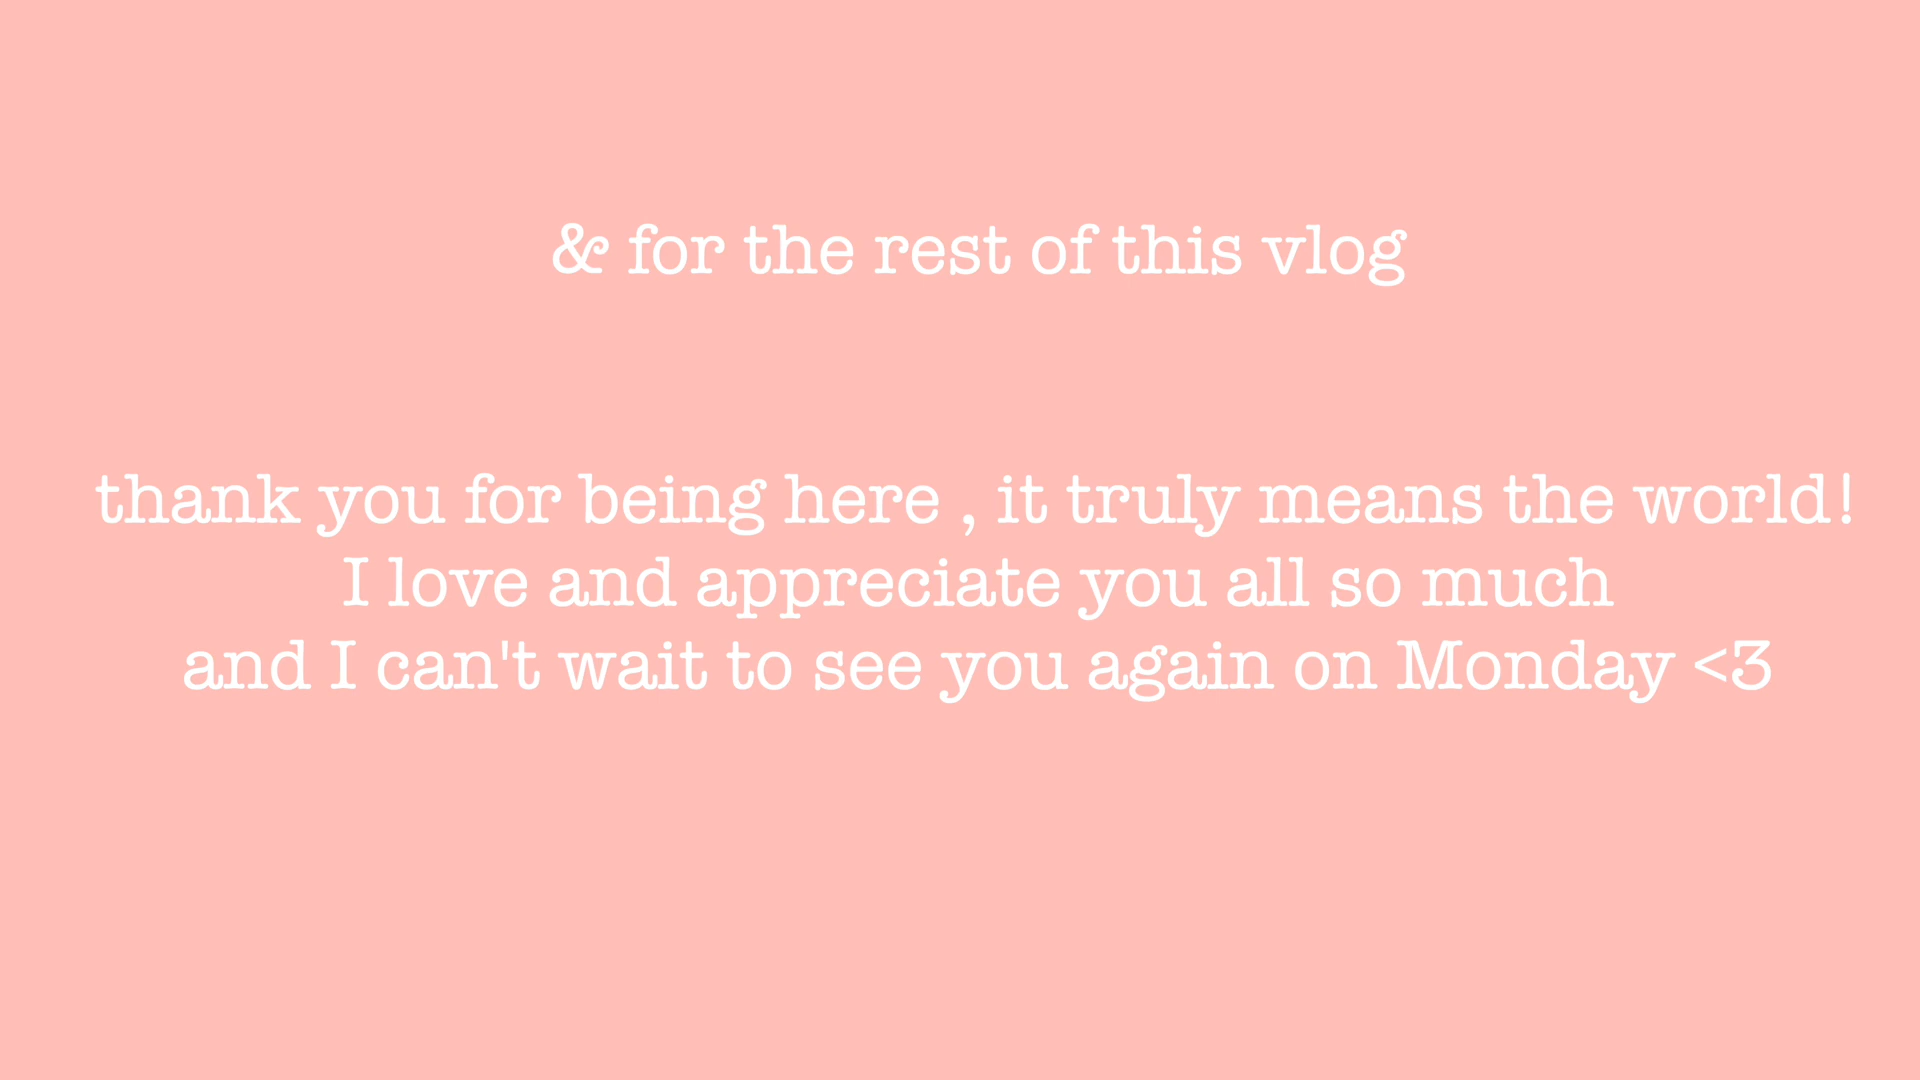 & for the rest of this vlog
thank you for being here , it truly means the world!
I love and appreciate you all so much
and I can't wait to see you again on Monday <3